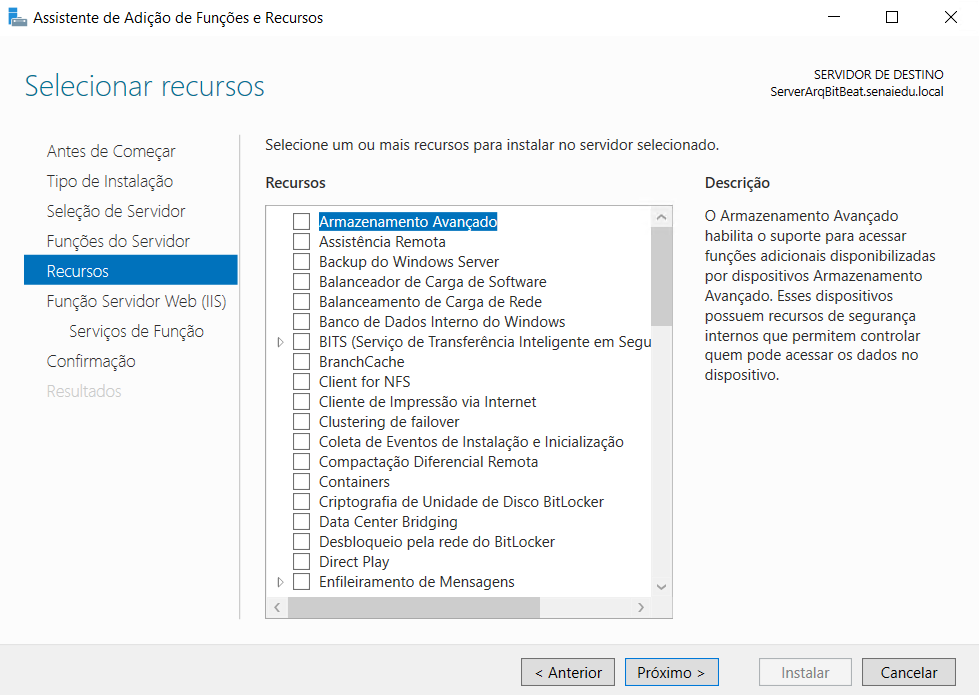 Assistente de Adição de Funções e Recursos
Selecionar recursos
SERVIDOR DE DESTINO
ServerArqBitBeat.senaiedu.local
Antes de Começar
Tipo de Instalação
Seleção de Servidor
Funções do Servidor
Recursos
Função Servidor Web (IIS)
Serviços de Função
Confirmação
Resultados
Selecione um ou mais recursos para instalar no servidor selecionado.
Recursos
Armazenamento Avançado
Assistência Remota
Backup do Windows Server
Balanceador de Carga de Software
Balanceamento de Carga de Rede
Banco de Dados Interno do Windows
BITS (Serviço de Transferência Inteligente em Segu
BranchCache
Client for NFS
Cliente de Impressão via Internet
Clustering de failover
Coleta de Eventos de Instalação e Inicialização
Compactação Diferencial Remota
Containers
Criptografia de Unidade de Disco BitLocker
Data Center Bridging
Desbloqueio pela rede do BitLocker
Direct Play
Enfileiramento de Mensagens
Descrição
O Armazenamento Avançado
habilita o suporte para acessar
funções adicionais disponibilizadas
por dispositivos Armazenamento
Avançado. Esses dispositivos
possuem recursos de segurança
internos que permitem controlar
quem pode acessar os dados no
dispositivo.
< Anterior
Próximo >
Instalar
Cancelar